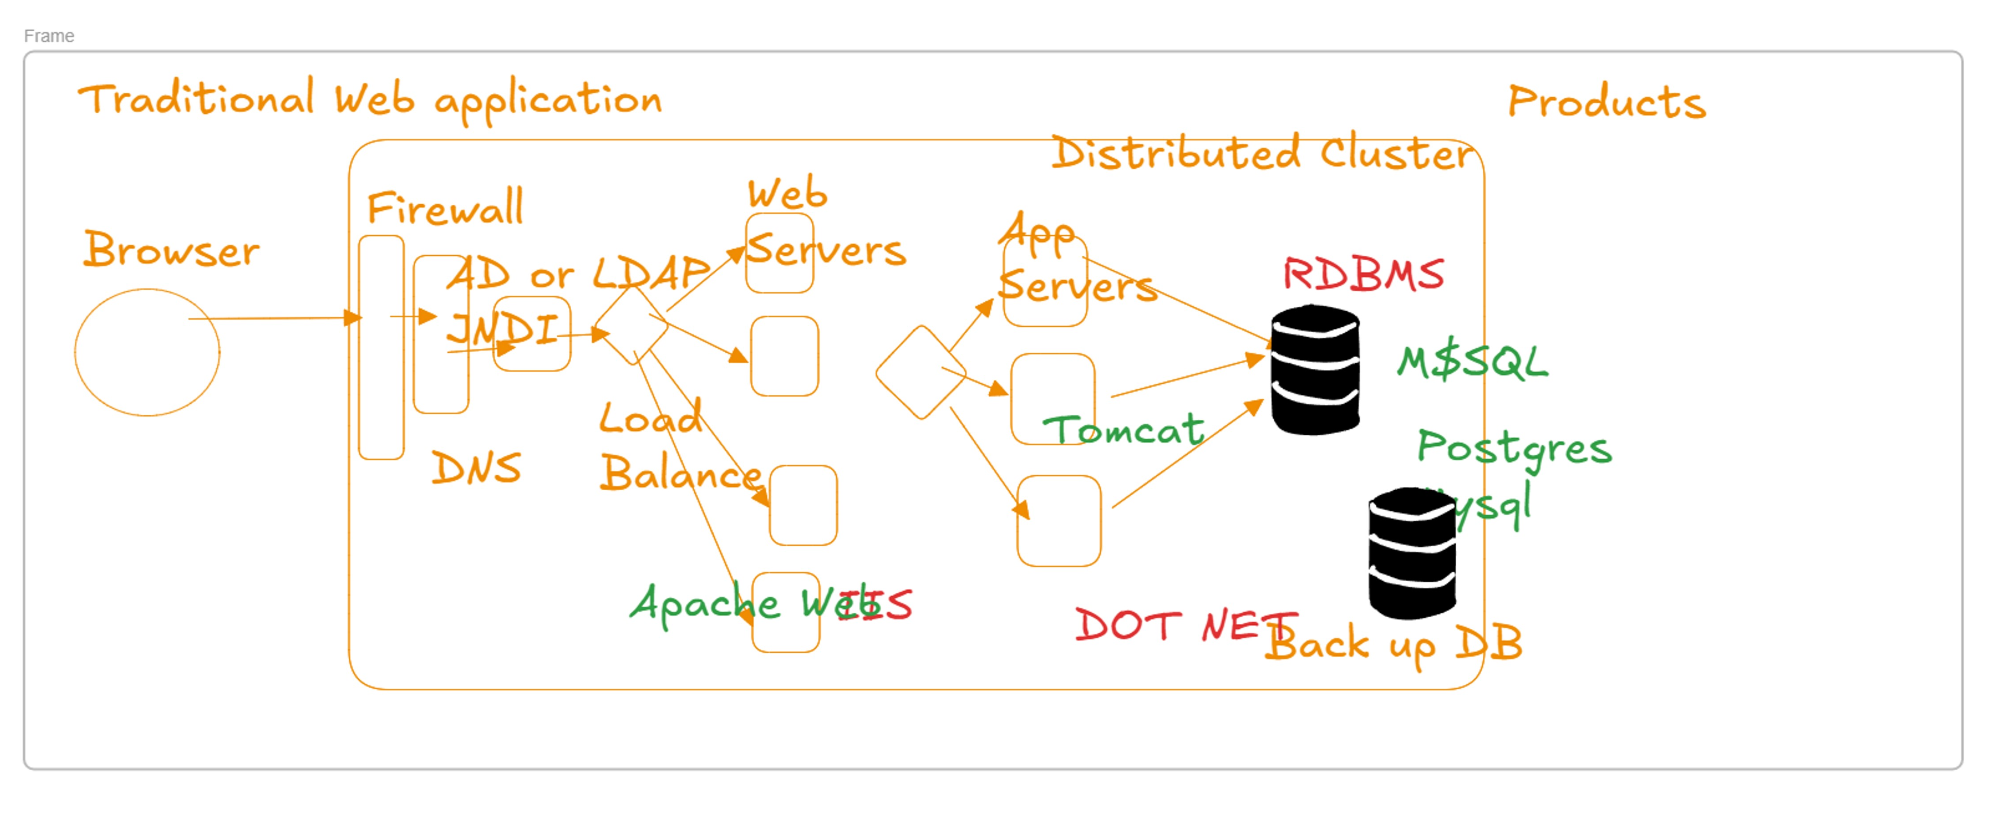 Frame
Traditional Web application
Products
Distributed Cluster
Firewall
Browser
AD or LDAP
JNDI
DNS
Load
Balance
Web
Servers
App
Servers
RDBMS
M$SQL
Tomcat
Postgres
Apache Web
IIS
DOT NET
Back up DB